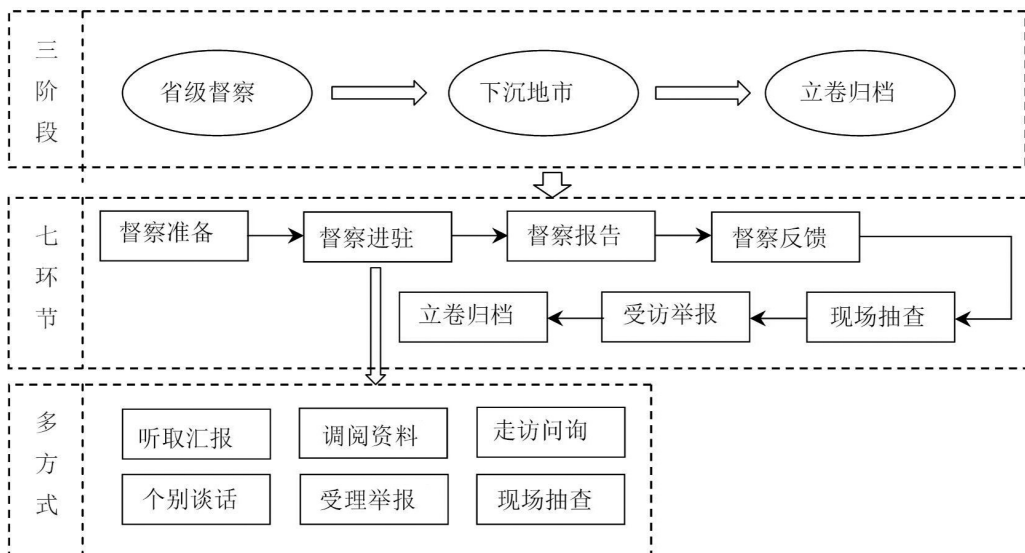 三阶段
省级督察
下沉地市
立卷归档
七环节
督察准备
督察进驻
督察报告
督察反馈
现场抽查
受访举报
立卷归档
多方式
听取汇报
调阅资料
走访问询
个别谈话
受理举报
现场抽查